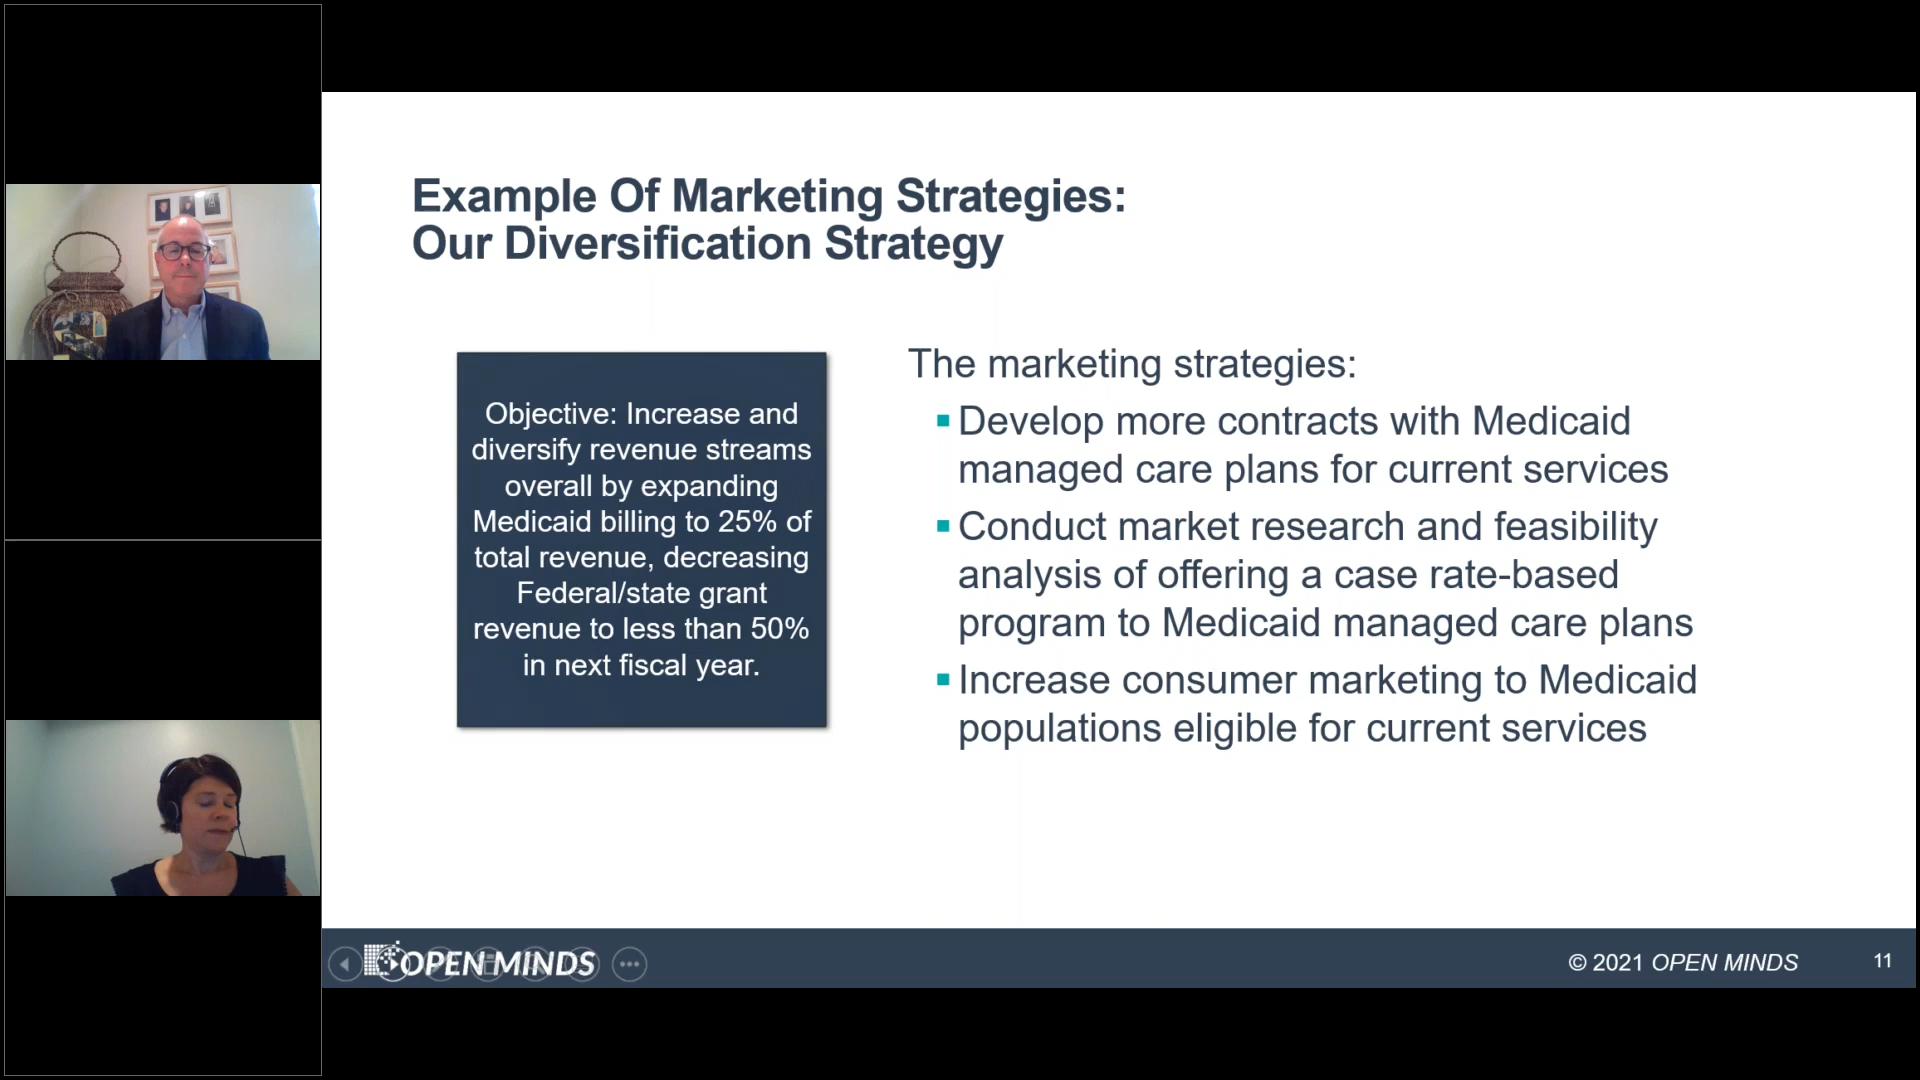 Example Of Marketing Strategies:
Our Diversification Strategy
Objective: Increase and
diversify revenue streams
overall by expanding
Medicaid billing to 25% of
total revenue, decreasing
Federal/state grant
revenue to less than 50%
in next fiscal year.
The marketing strategies:
▪ Develop more contracts with Medicaid
managed care plans for current services
▪ Conduct market research and feasibility
analysis of offering a case rate-based
program to Medicaid managed care plans
▪ Increase consumer marketing to Medicaid
populations eligible for current services
OPEN MINDS
© 2021 OPEN MINDS
11